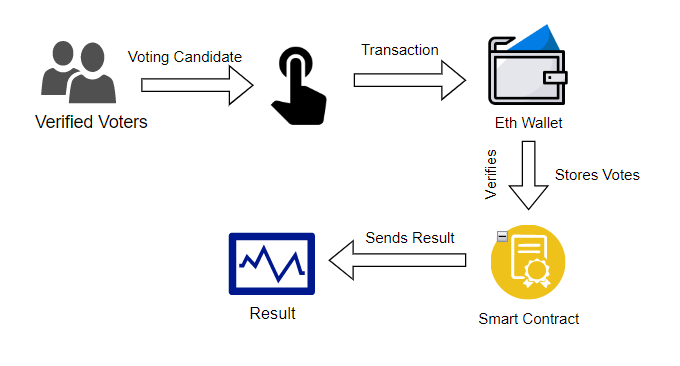 Voting Candidate
Transaction
Verified Voters
Eth Wallet
Verifies
Stores Votes
Sends Result
Result
Smart Contract